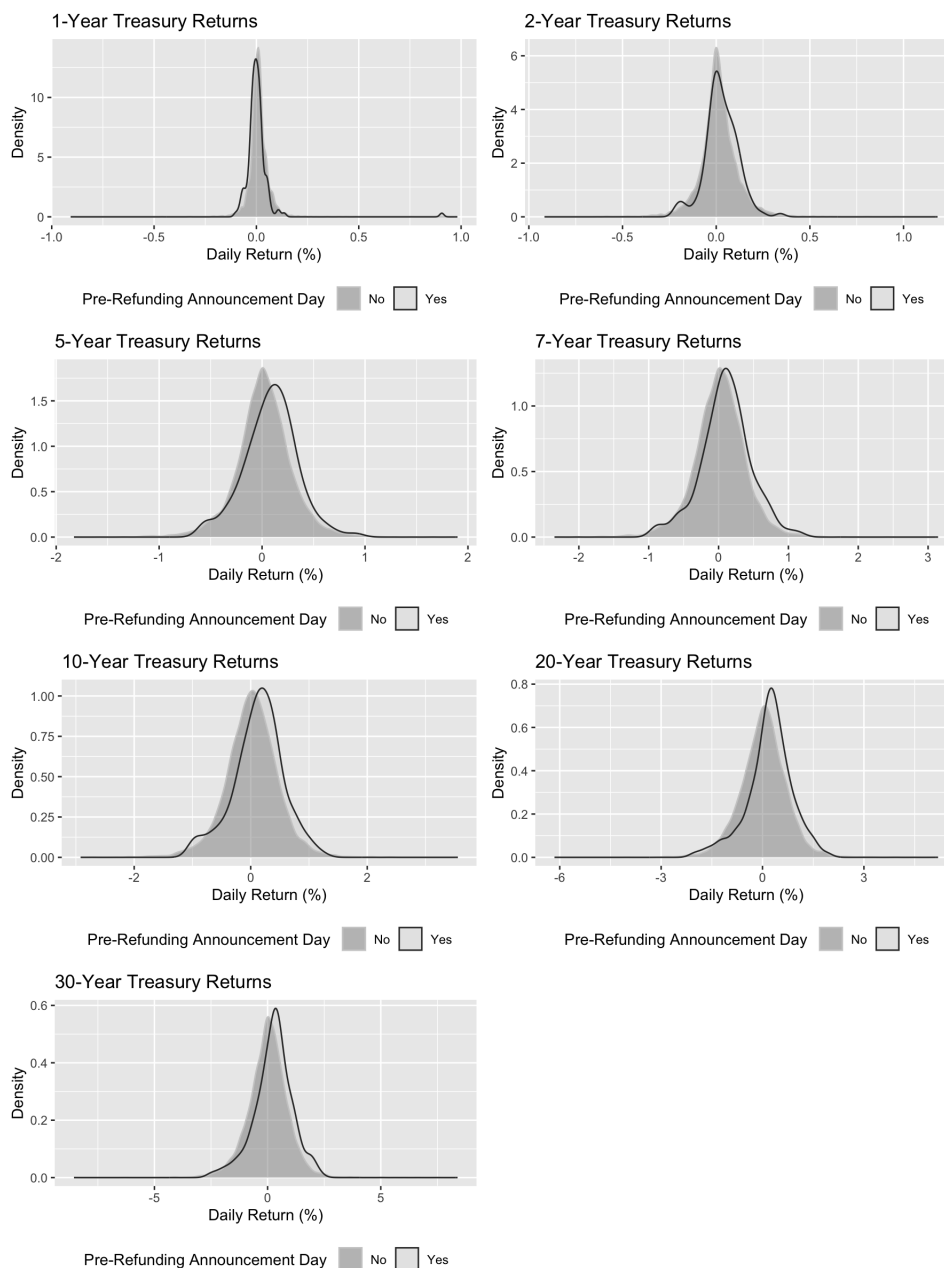 1-Year Treasury Returns
Density
10
5
0
-1.0 -0.5 0.0 0.5 1.0
Daily Return (%)
Pre-Refunding Announcement Day No Yes
2-Year Treasury Returns
Density
6
4
2
0
-1.0 -0.5 0.0 0.5 1.0
Daily Return (%)
Pre-Refunding Announcement Day No Yes
5-Year Treasury Returns
Density
1.5
1.0
0.5
0.0
-2 -1 0 1 2
Daily Return (%)
Pre-Refunding Announcement Day No Yes
7-Year Treasury Returns
Density
1.0
0.5
0.0
-2 -1 0 1 2 3
Daily Return (%)
Pre-Refunding Announcement Day No Yes
10-Year Treasury Returns
Density
1.00
0.75
0.50
0.25
0.00
-2 0 2
Daily Return (%)
Pre-Refunding Announcement Day No Yes
20-Year Treasury Returns
Density
0.8
0.6
0.4
0.2
0.0
-6 -3 0 3
Daily Return (%)
Pre-Refunding Announcement Day No Yes
30-Year Treasury Returns
Density
0.6
0.4
0.2
0.0
-5 0 5
Daily Return (%)
Pre-Refunding Announcement Day No Yes